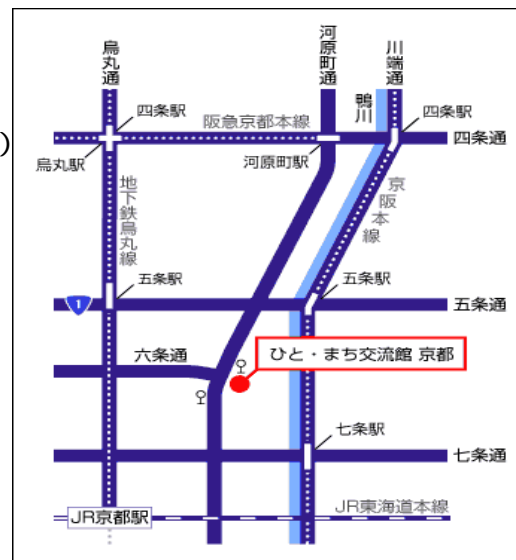 烏丸通
河原町通
川端通
鴨川
四条駅
阪急京都本線
四条駅
四条通
)
烏丸駅
河原町駅
地下鉄烏丸線
京阪本線
五条駅
五条駅
1
五条通
六条通
ひと・まち交流館 京都
七条駅
七条通
JR東海道本線
JR京都駅